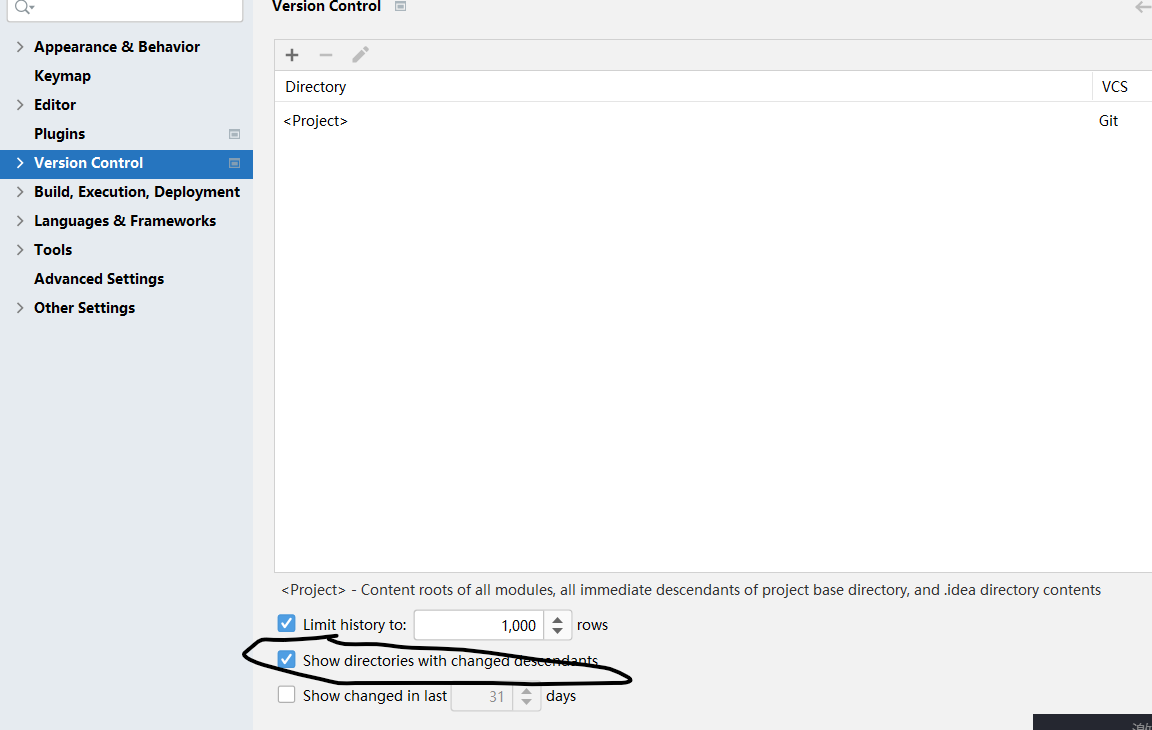 Version Control
Appearance & Behavior
Keymap
Editor
Plugins
Version Control
Build, Execution, Deployment
Languages & Frameworks
Tools
Advanced Settings
Other Settings
Directory VCS
<Project> Git
<Project> - Content roots of all modules, all immediate descendants of project base directory, and .idea directory contents
Limit history to: 1,000 rows
Show directories with changed descendants
Show changed in last 31 days